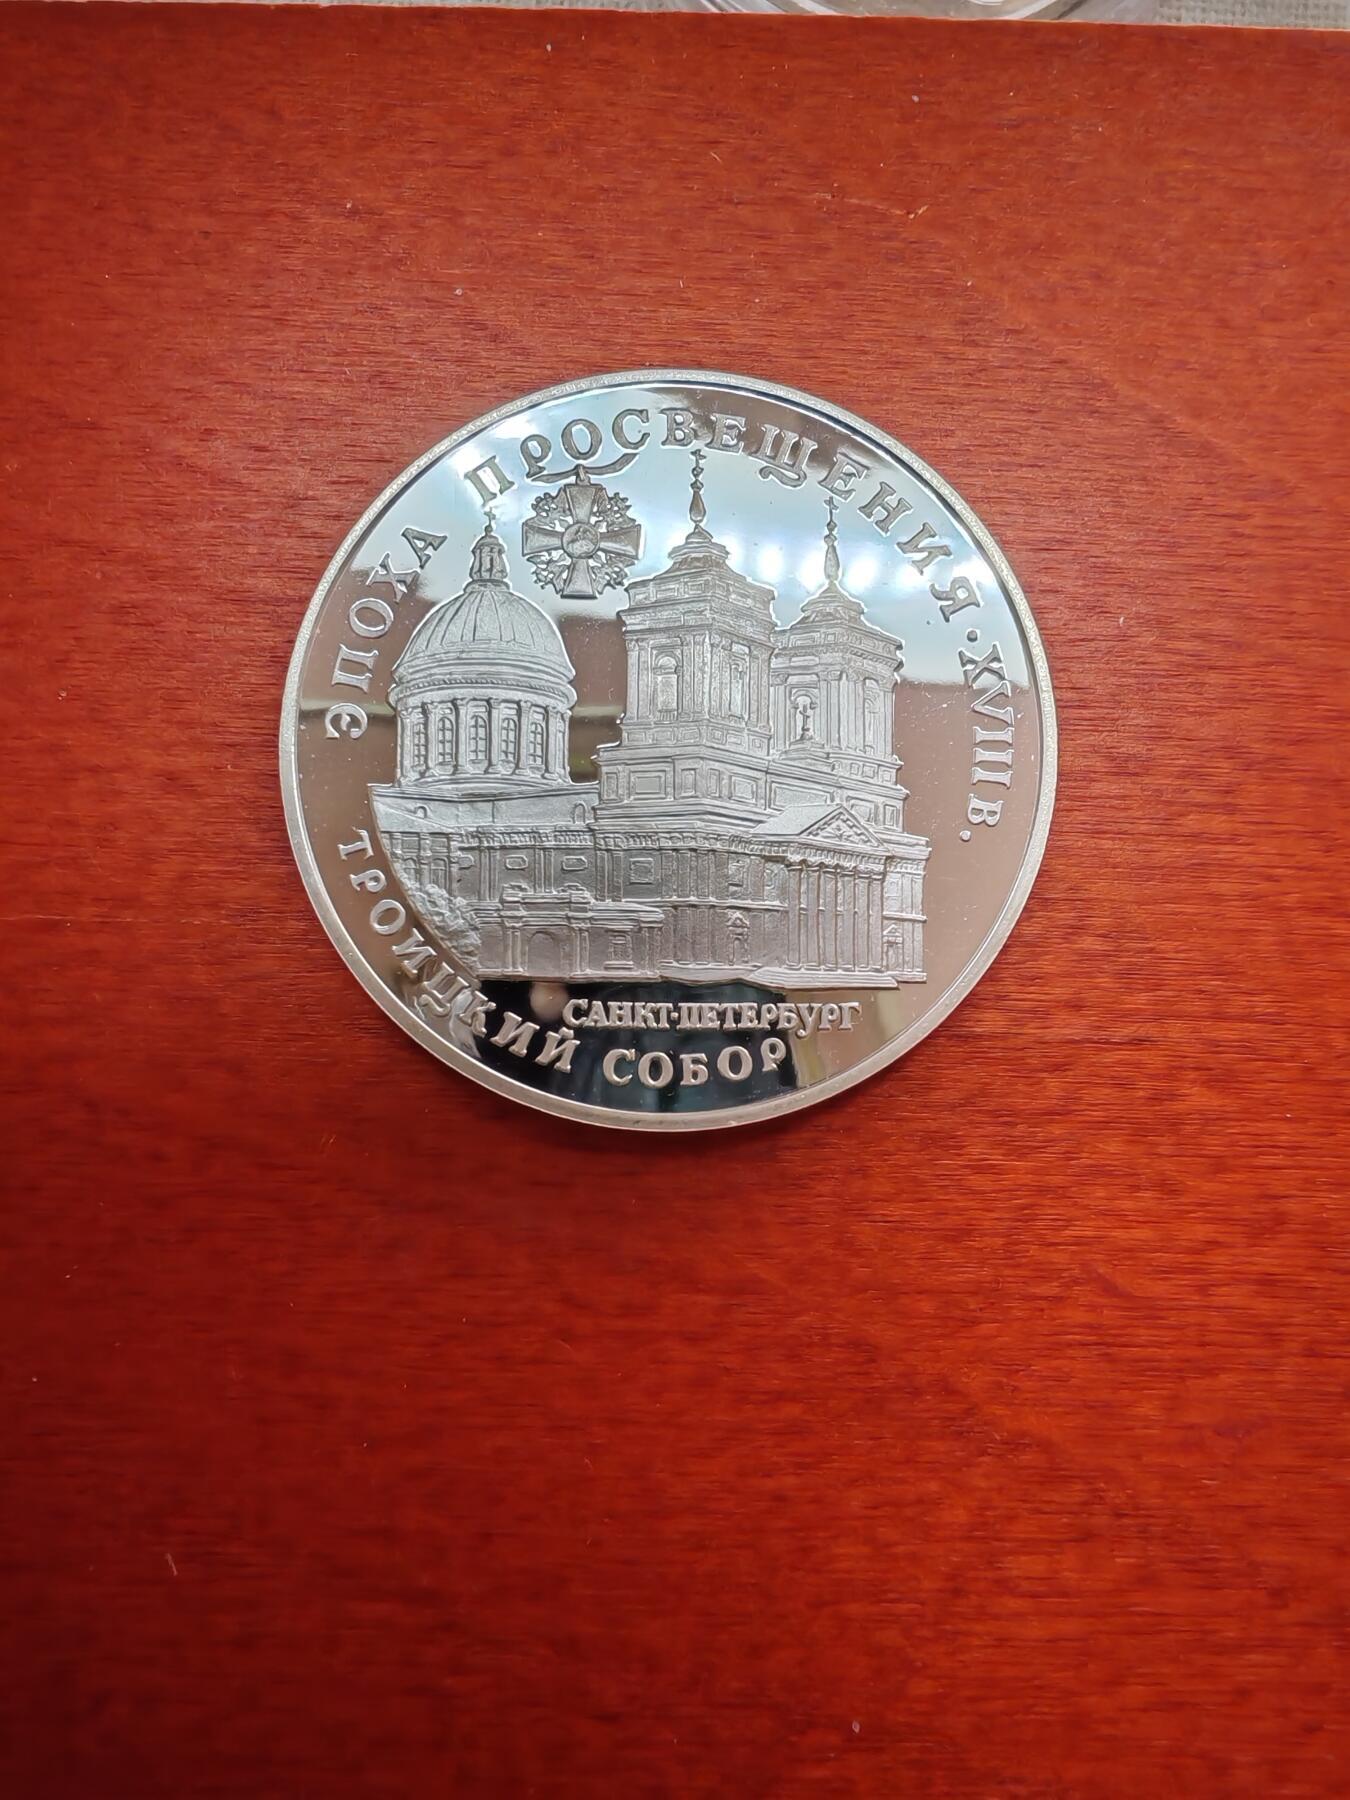 ЭПОХА ПРОСВЕЩЕНИЯ · XVIII В.
САНКТ-ПЕТЕРБУРГ
ТРОИЦКИЙ СОБОР